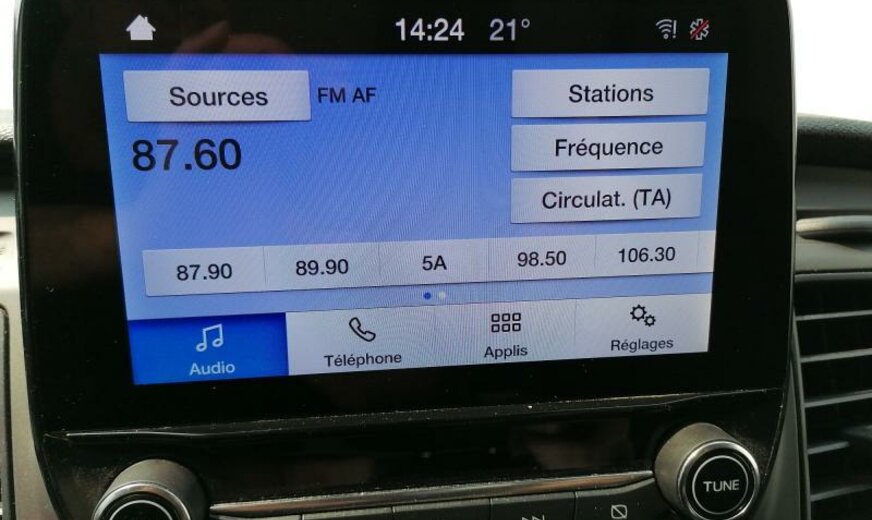 14:24 21°
Sources FM AF Stations
87.60 Fréquence
Circulat. (TA)
87.90 89.90 5A 98.50 106.30
Audio Téléphone Applis Réglages
TUNE